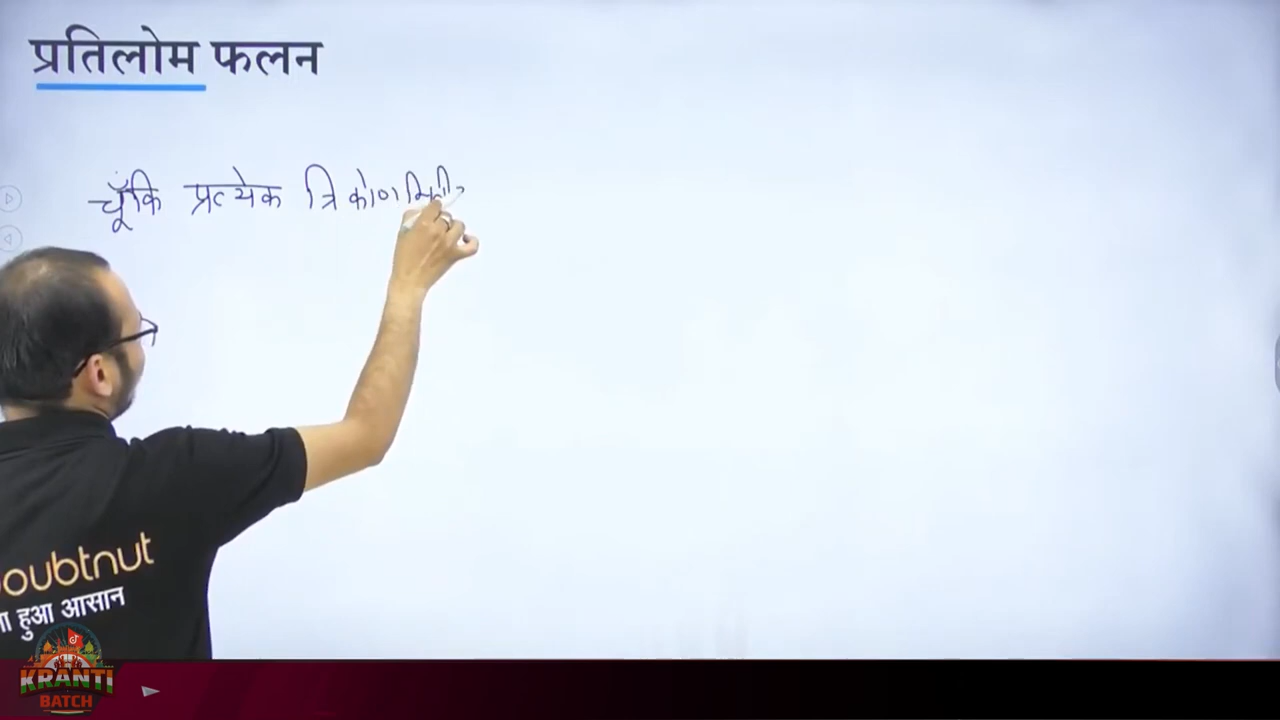 प्रतिलोम फलन
चूँकि प्रत्येक त्रिकोणमिती
oubtnut
हुआ आसान
KRANTI
BATCH